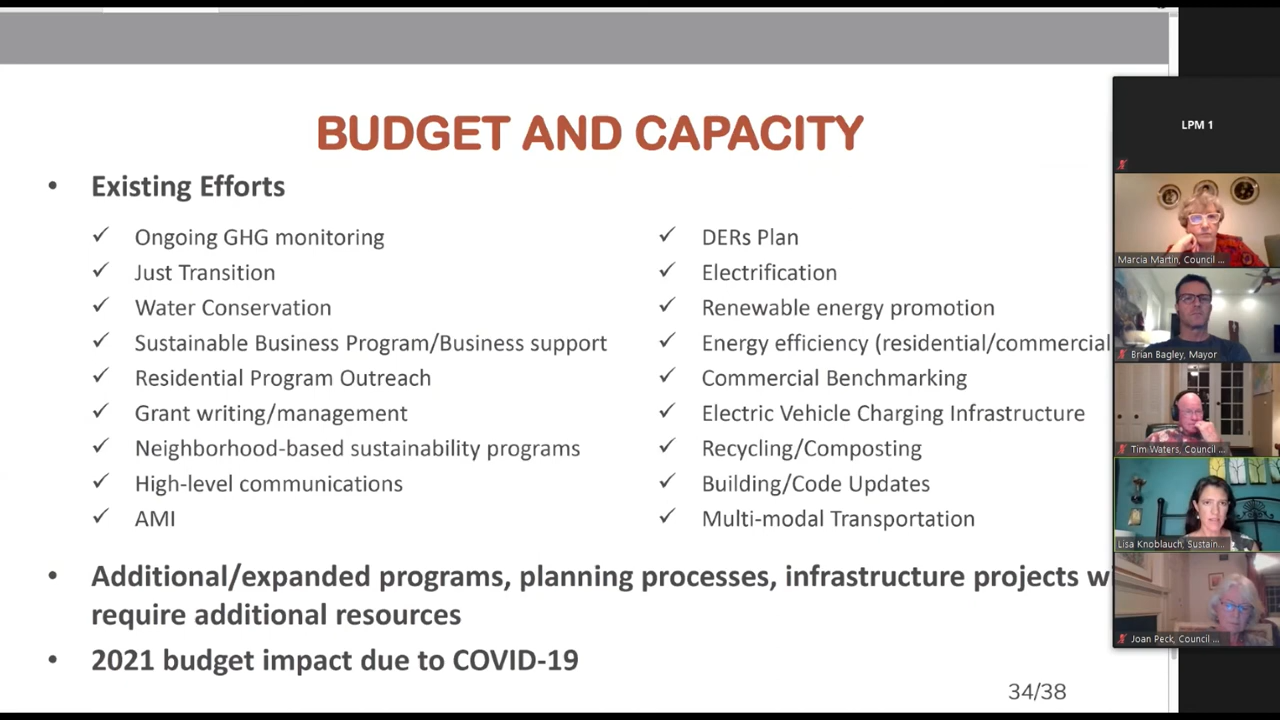 BUDGET AND CAPACITY
• Existing Efforts
✓ Ongoing GHG monitoring
✓ Just Transition
✓ Water Conservation
✓ Sustainable Business Program/Business support
✓ Residential Program Outreach
✓ Grant writing/management
✓ Neighborhood-based sustainability programs
✓ High-level communications
✓ AMI
✓ DERs Plan
✓ Electrification
✓ Renewable energy promotion
✓ Energy efficiency (residential/commercial
✓ Commercial Benchmarking
✓ Electric Vehicle Charging Infrastructure
✓ Recycling/Composting
✓ Building/Code Updates
✓ Multi-modal Transportation
• Additional/expanded programs, planning processes, infrastructure projects w
require additional resources
• 2021 budget impact due to COVID-19
34/38
LPM 1
Marcia Martin, Council ...
Brian Bagley, Mayor
Tim Waters, Council ...
Lisa Knoblauch, Sustain...
Joan Peck, Council ...